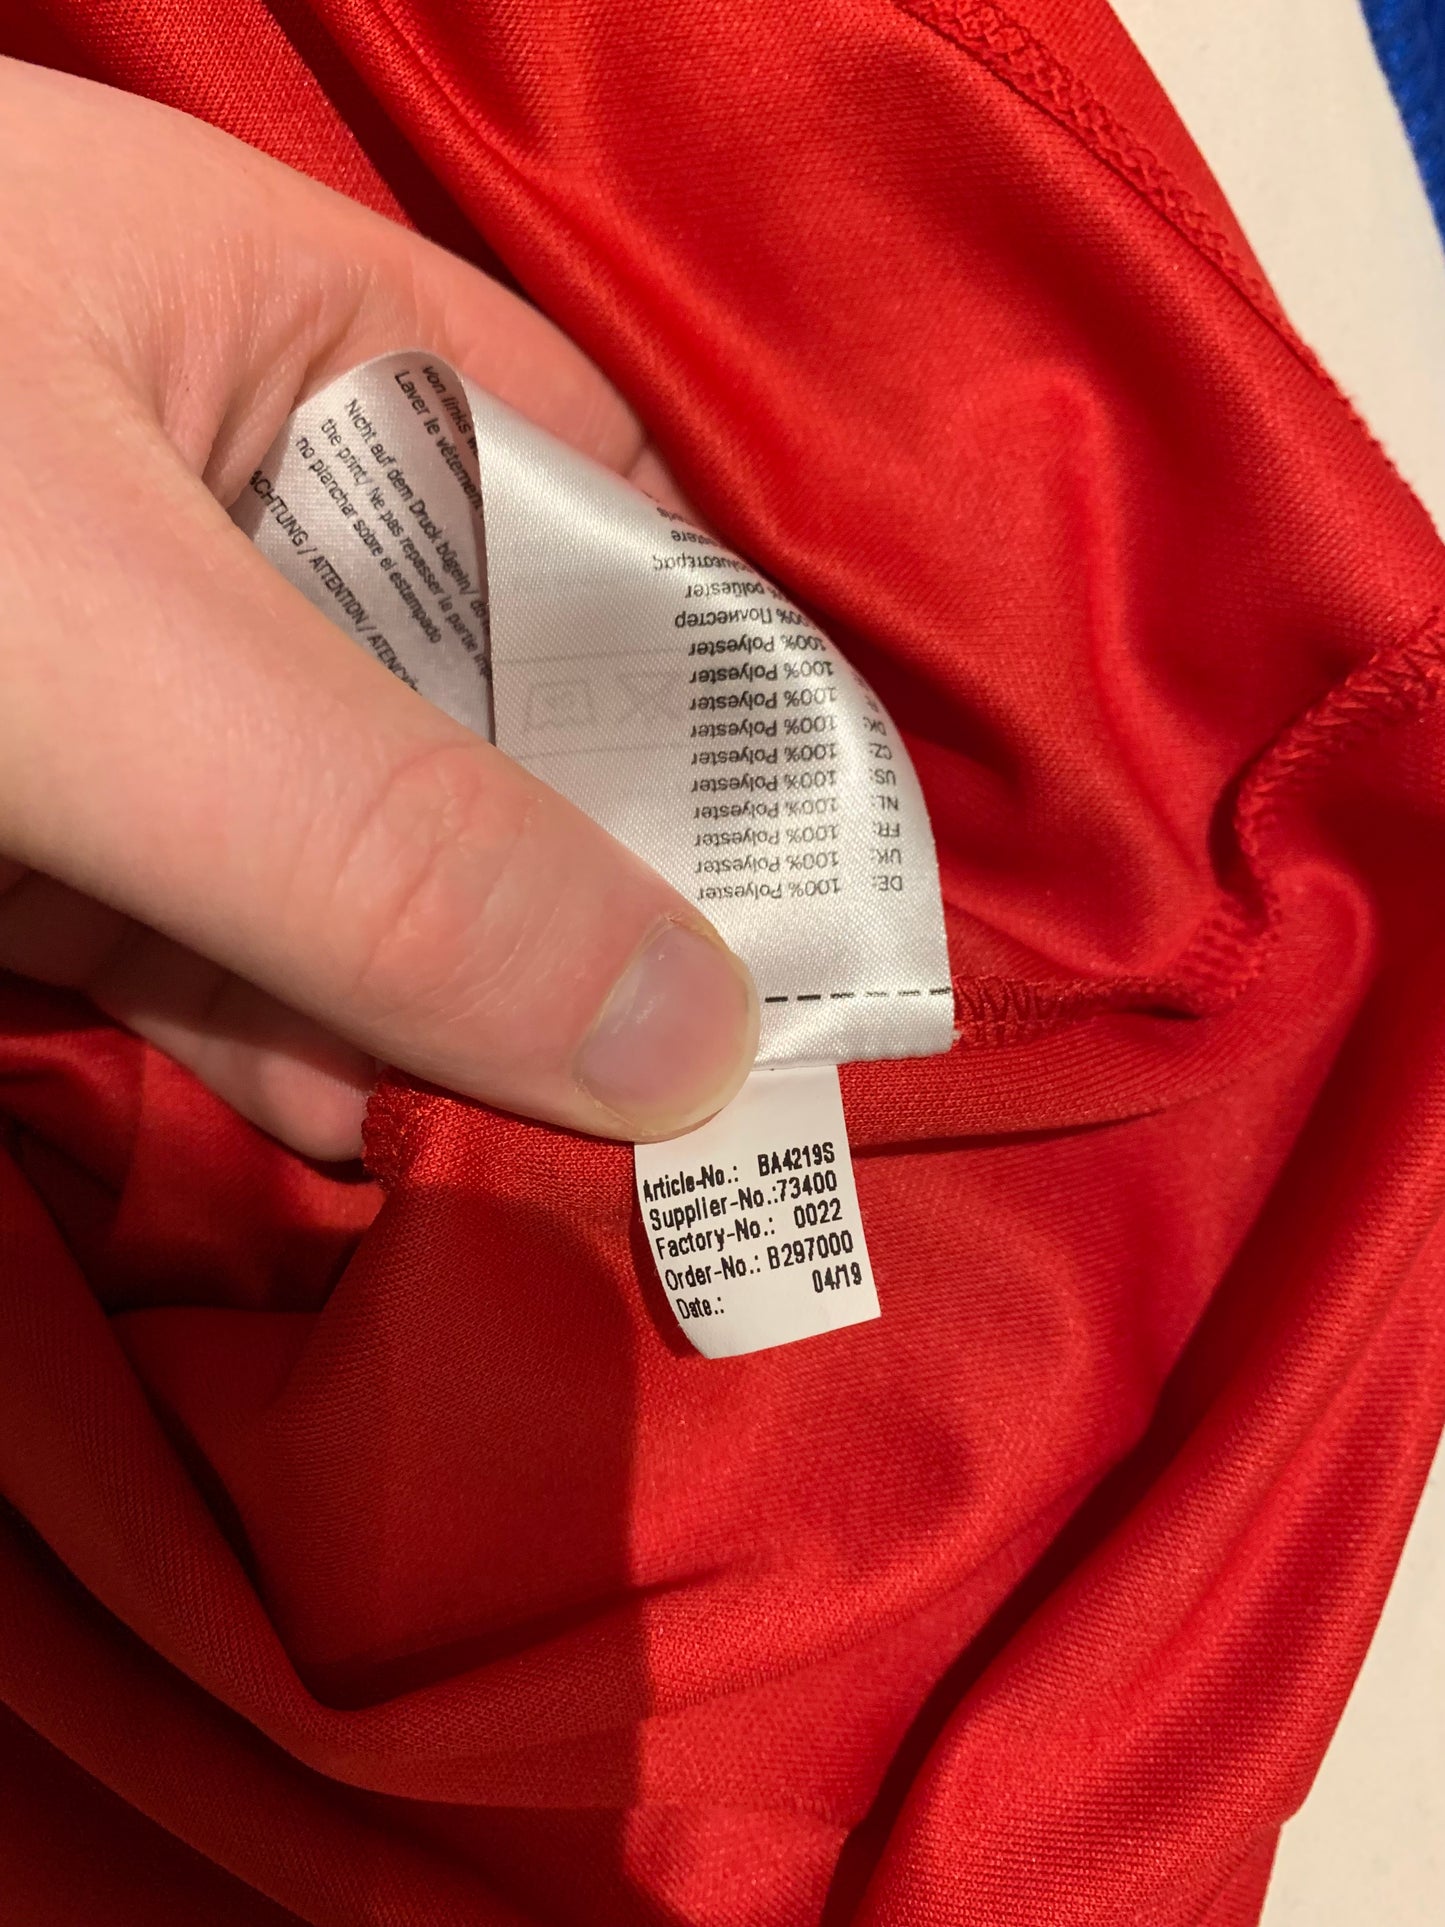 Article-No.: BA4219S
Supplier-No.:73400
Factory-No.: 0022
Order-No.: B297000
Date.: 04/19
DE: 100% Polyester
UK: 100% Polyester
FR: 100% Polyester
NL: 100% Polyester
US: 100% Polyester
CZ: 100% Polyester
DK: 100% Polyester
100% Polyester
100% Polyester
100% Полиестер
polüester
von links
Laver le vêtement
Nicht auf dem Druck bügeln/
the print/ Ne pas repasser la partie
no planchar sobre el estampado
ACHTUNG / ATTENTION / ATENCIÓN